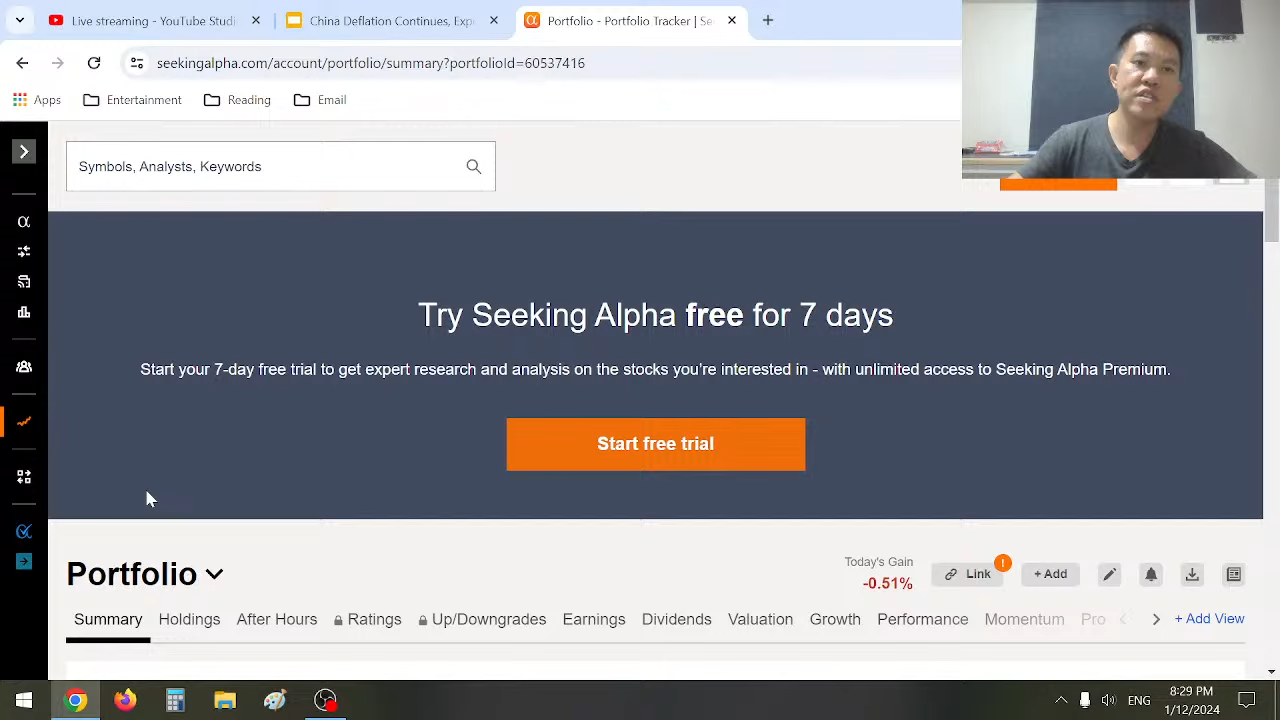 Live streaming - YouTube Studi
China Deflation Continues, Exp
Portfolio - Portfolio Tracker | Se
seekingalpha.com/account/portfolio/summary?portfolioId=60537416
Apps
Entertainment
Reading
Email
Symbols, Analysts, Keywords
Try Seeking Alpha free for 7 days
Start your 7-day free trial to get expert research and analysis on the stocks you're interested in - with unlimited access to Seeking Alpha Premium.
Start free trial
Portfolio
Today's Gain
-0.51%
Link
!
+ Add
Summary
Holdings
After Hours
Ratings
Up/Downgrades
Earnings
Dividends
Valuation
Growth
Performance
Momentum
Pro
+ Add View
ENG
8:29 PM
1/12/2024